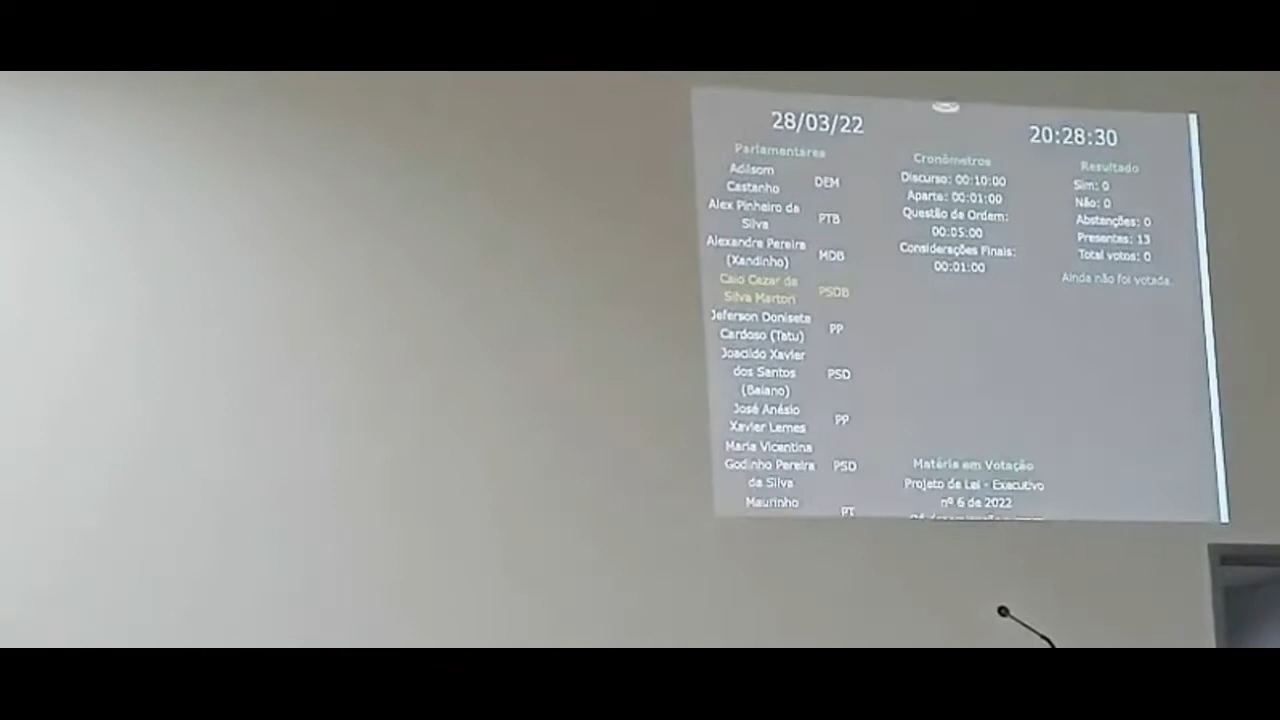 28/03/22
20:28:30
Parlamentares
Adilsom
Castanho
DEM
Alex Pinheiro da
Silva
PTB
Alexandre Pereira
(Xandinho)
MDB
Caio Cezar da
Silva Martori
PSDB
Jeferson Donisete
Cardoso (Tatu)
PP
Joacildo Xavier
dos Santos
(Baiano)
PSD
José Anésio
Xavier Lemes
PP
Maria Vicentina
Godinho Pereira
da Silva
PSD
Maurinho
PT
Cronômetros
Discurso: 00:10:00
Aparte: 00:01:00
Questão de Ordem:
00:05:00
Considerações Finais:
00:01:00
Resultado
Sim: 0
Não: 0
Abstenções: 0
Presentes: 13
Total votos: 0
Ainda não foi votada.
Matéria em Votação
Projeto de Lei - Executivo
nº 6 de 2022